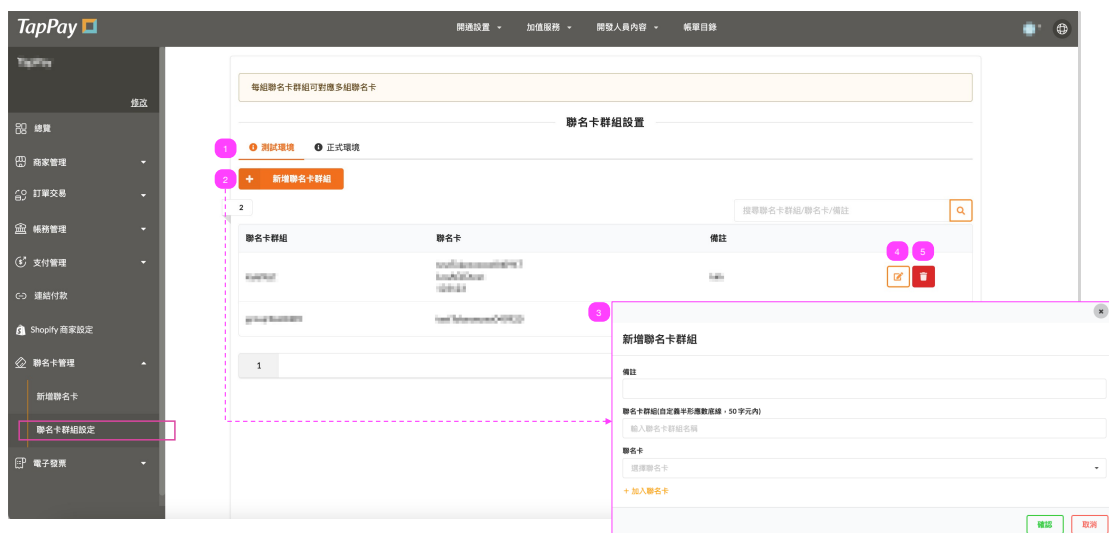 TapPay
開通設置
加值服務
開發人員內容
帳單目錄
修改
總覽
商家管理
訂單交易
帳務管理
支付管理
連結付款
Shopify 商家設定
聯名卡管理
新增聯名卡
聯名卡群組設定
電子發票
每組聯名卡群組可對應多組聯名卡
聯名卡群組設置
1
測試環境
正式環境
2
+ 新增聯名卡群組
2
搜尋聯名卡群組/聯名卡/備註
聯名卡群組
聯名卡
備註
4
5
1
3
新增聯名卡群組
備註
聯名卡群組(自定義半形應數底線，50 字元內)
輸入聯名卡群組名稱
聯名卡
選擇聯名卡
+ 加入聯名卡
確認
取消